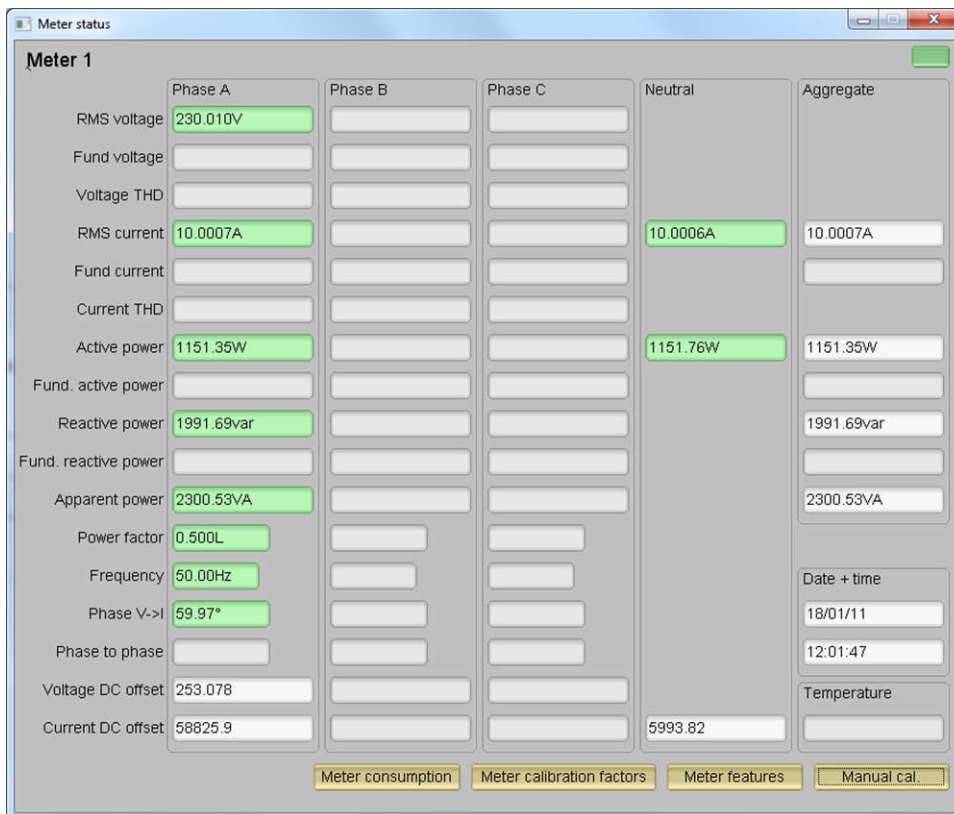 Meter status
Meter 1
Phase A Phase B Phase C Neutral Aggregate
RMS voltage 230.010V
Fund voltage
Voltage THD
RMS current 10.0007A 10.0006A 10.0007A
Fund current
Current THD
Active power 1151.35W 1151.76W 1151.35W
Fund. active power
Reactive power 1991.69var 1991.69var
Fund. reactive power
Apparent power 2300.53VA 2300.53VA
Power factor 0.500L
Frequency 50.00Hz Date + time
Phase V->I 59.97° 18/01/11
Phase to phase 12:01:47
Voltage DC offset 253.078 Temperature
Current DC offset 58825.9 5993.82
Meter consumption Meter calibration factors Meter features Manual cal.